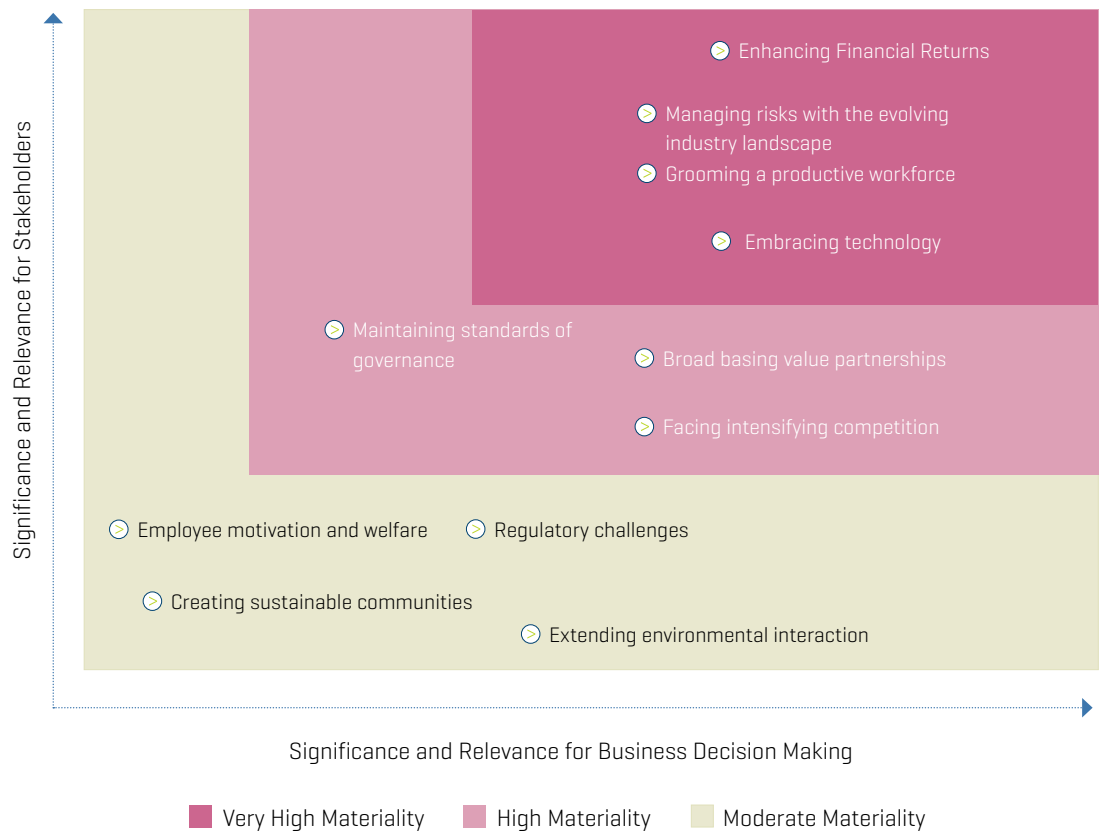 Significance and Relevance for Stakeholders
Enhancing Financial Returns
Managing risks with the evolving
industry landscape
Grooming a productive workforce
Embracing technology
Maintaining standards of
governance
Broad basing value partnerships
Facing intensifying competition
Employee motivation and welfare
Regulatory challenges
Creating sustainable communities
Extending environmental interaction
Significance and Relevance for Business Decision Making
Very High Materiality
High Materiality
Moderate Materiality